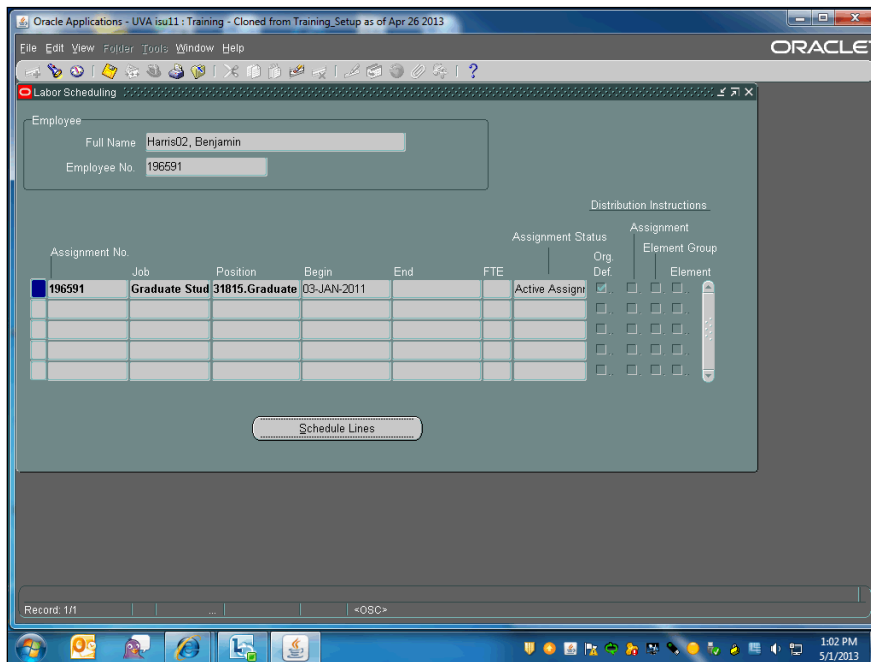 Oracle Applications - UVA isu11 : Training - Cloned from Training_Setup as of Apr 26 2013
File Edit View Folder Tools Window Help
ORACLE
Labor Scheduling
Employee
Full Name Harris02, Benjamin
Employee No. 196591
Distribution Instructions
Assignment Status Assignment
Assignment No. Org. Element Group
Job Position Begin End FTE Def. Element
196591 Graduate Stud 31815.Graduate 03-JAN-2011 Active Assignr
Schedule Lines
Record: 1/1 ... <OSC>
1:02 PM
5/1/2013